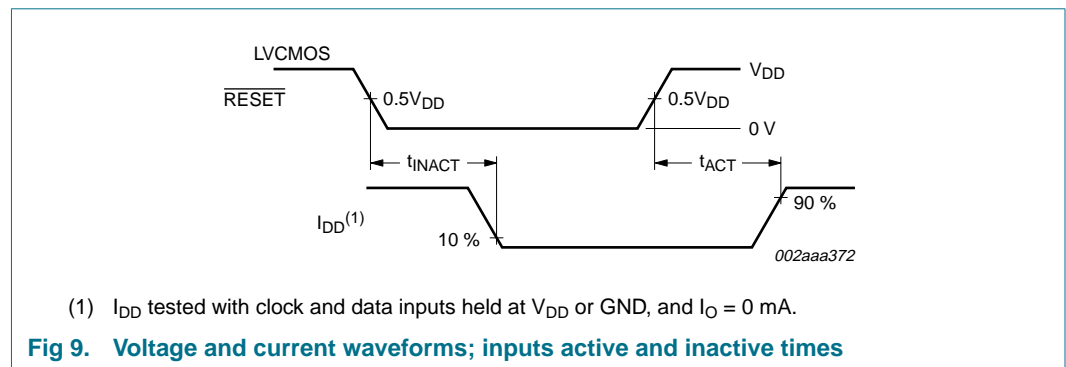 LVCMOS
RESET
0.5VDD
0.5VDD
VDD
0 V
tINACT
tACT
IDD(1)
10 %
90 %
002aaa372
(1) IDD tested with clock and data inputs held at VDD or GND, and IO = 0 mA.
Fig 9. Voltage and current waveforms; inputs active and inactive times